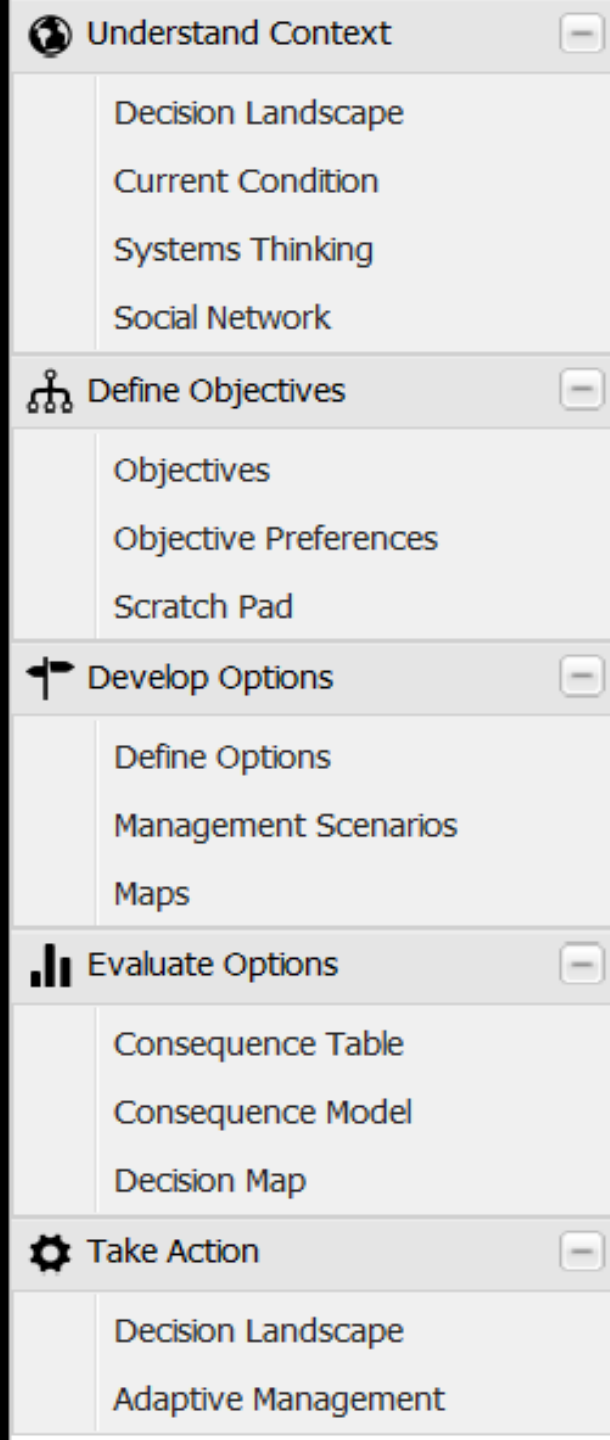 Understand Context
Decision Landscape
Current Condition
Systems Thinking
Social Network
Define Objectives
Objectives
Objective Preferences
Scratch Pad
Develop Options
Define Options
Management Scenarios
Maps
Evaluate Options
Consequence Table
Consequence Model
Decision Map
Take Action
Decision Landscape
Adaptive Management